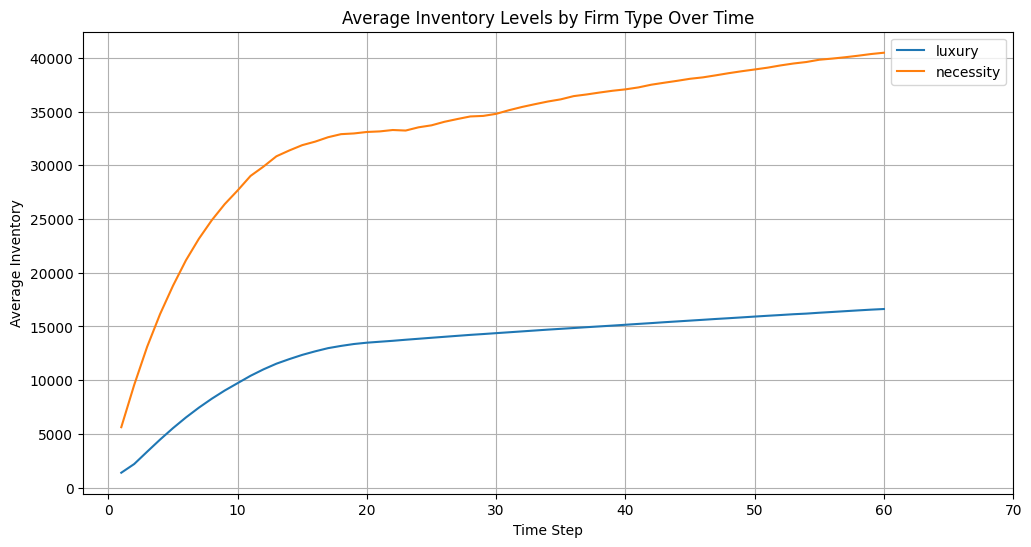 Average Inventory Levels by Firm Type Over Time
luxury
necessity
Average Inventory
40000
35000
30000
25000
20000
15000
10000
5000
0
0 10 20 30 40 50 60 70
Time Step